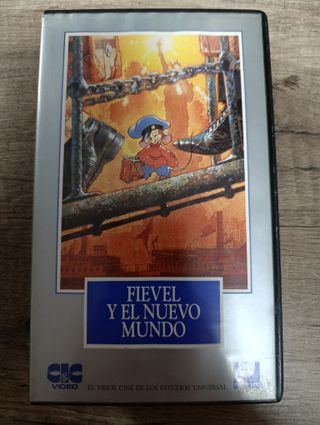 FIEVEL
Y EL NUEVO
MUNDO
CIC
VIDEO
EL MEJOR CINE DE LOS ESTUDIOS UNIVERSAL